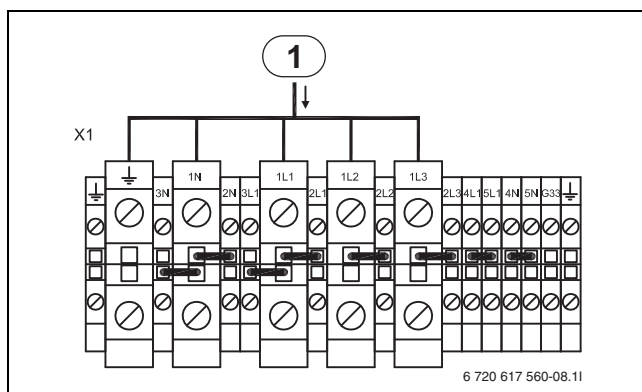 1
X1
⏚ ⏚ 3N 1N 2N 3L1 1L1 2L1 1L2 2L2 1L3 2L3 4L1 5L1 4N 5N G33 ⏚
6 720 617 560-08.1I